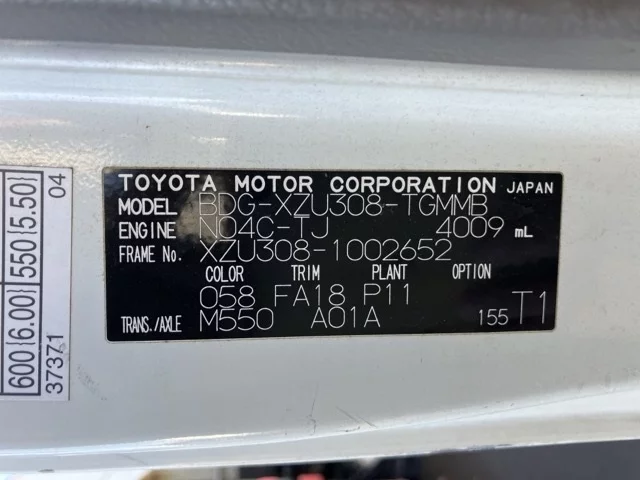 TOYOTA MOTOR CORPORATION JAPAN
MODEL BDG-XZU308-TGMMB
ENGINE N04C-TJ 4009 mL
FRAME No. XZU308-1002652
COLOR TRIM PLANT OPTION
058 FA18 P11
TRANS./AXLE M550 A01A 155 T1
600(6.00) 550(5.50)
37371 04